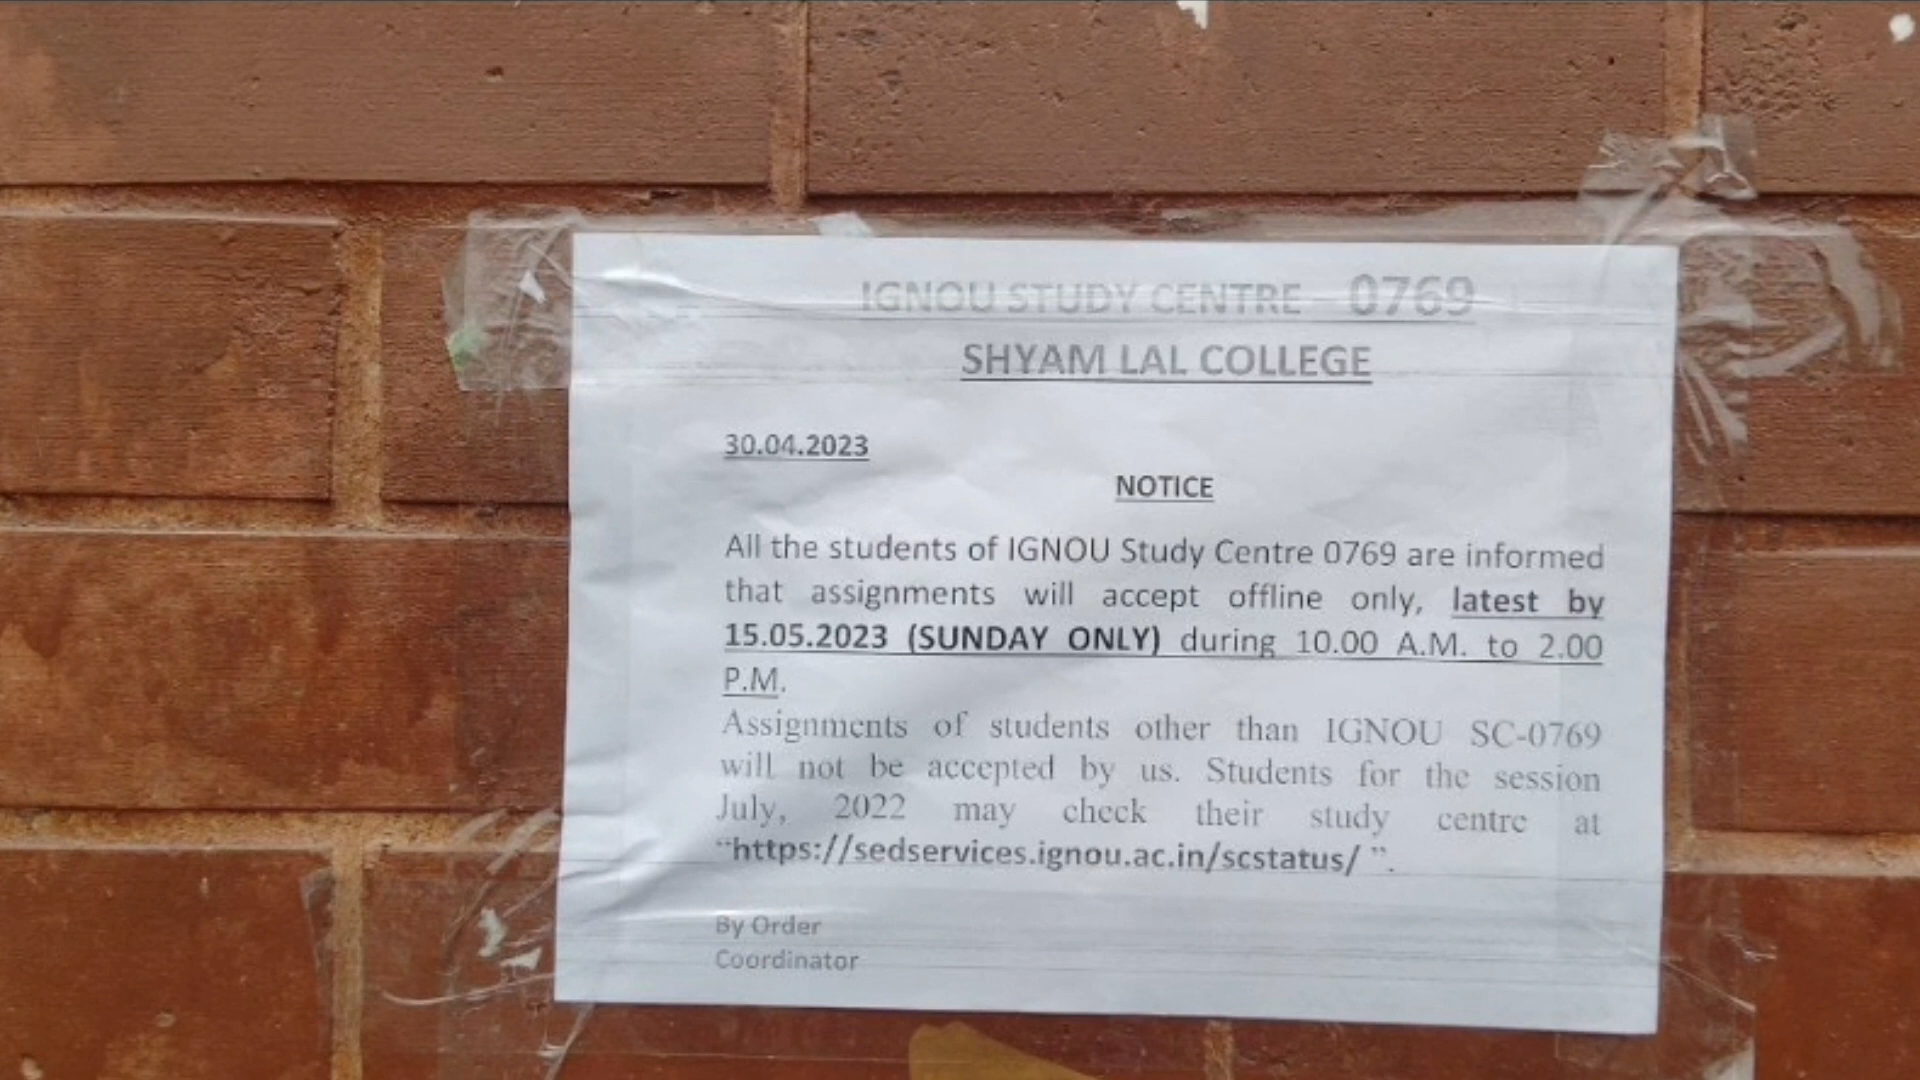 IGNOU STUDY CENTRE - 0769
SHYAM LAL COLLEGE
30.04.2023
NOTICE
All the students of IGNOU Study Centre 0769 are informed
that assignments will accept offline only, latest by
15.05.2023 (SUNDAY ONLY) during 10.00 A.M. to 2.00
P.M.
Assignments of students other than IGNOU SC-0769
will not be accepted by us. Students for the session
July, 2022 may check their study centre at
“https://sedservices.ignou.ac.in/scstatus/ ”.
By Order
Coordinator